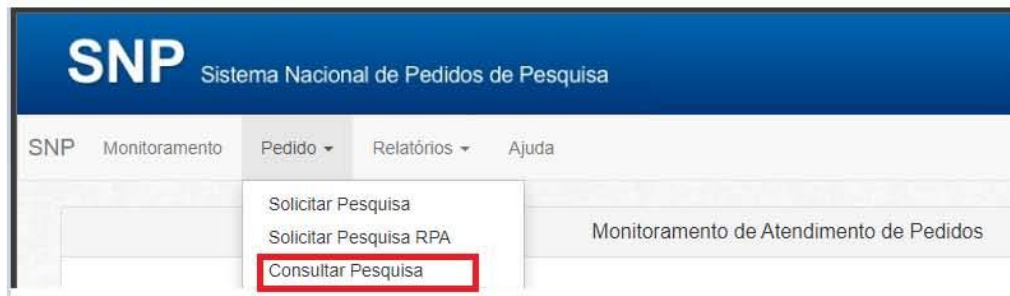 SNP Sistema Nacional de Pedidos de Pesquisa
SNP Monitoramento Pedido Relatórios Ajuda
Solicitar Pesquisa
Solicitar Pesquisa RPA
Consultar Pesquisa
Monitoramento de Atendimento de Pedidos